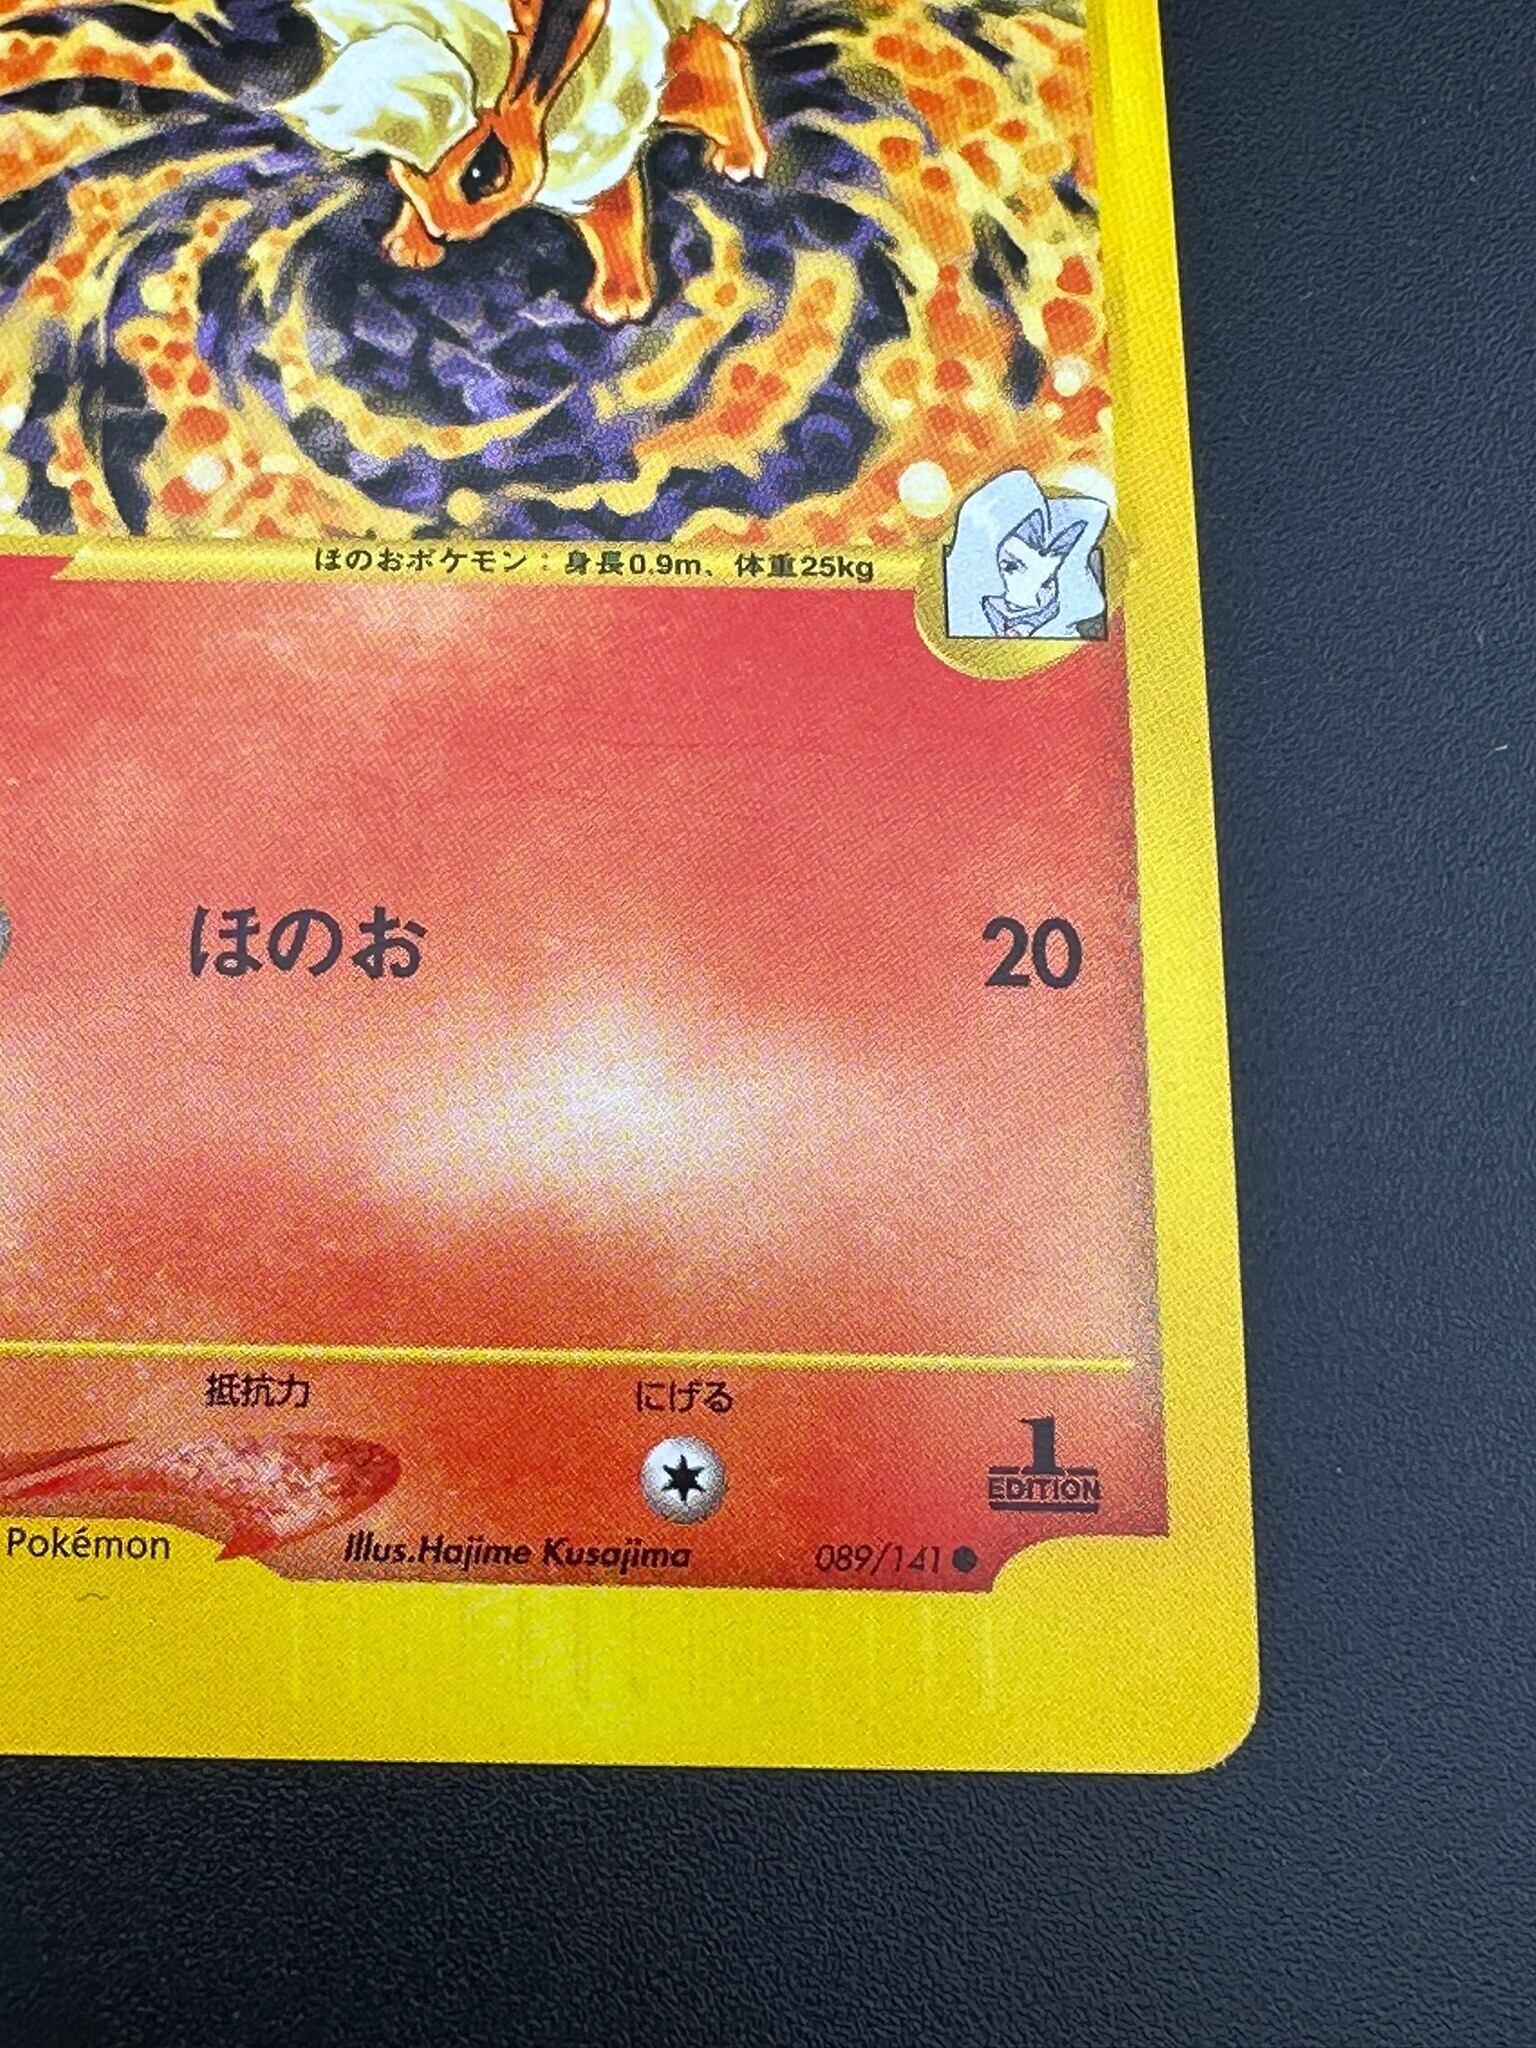 ほのおポケモン：身長0.9m、体重25kg
ほのお 20
抵抗力 にげる
1
EDITION
Pokémon Illus.Hajime Kusajima 089/141